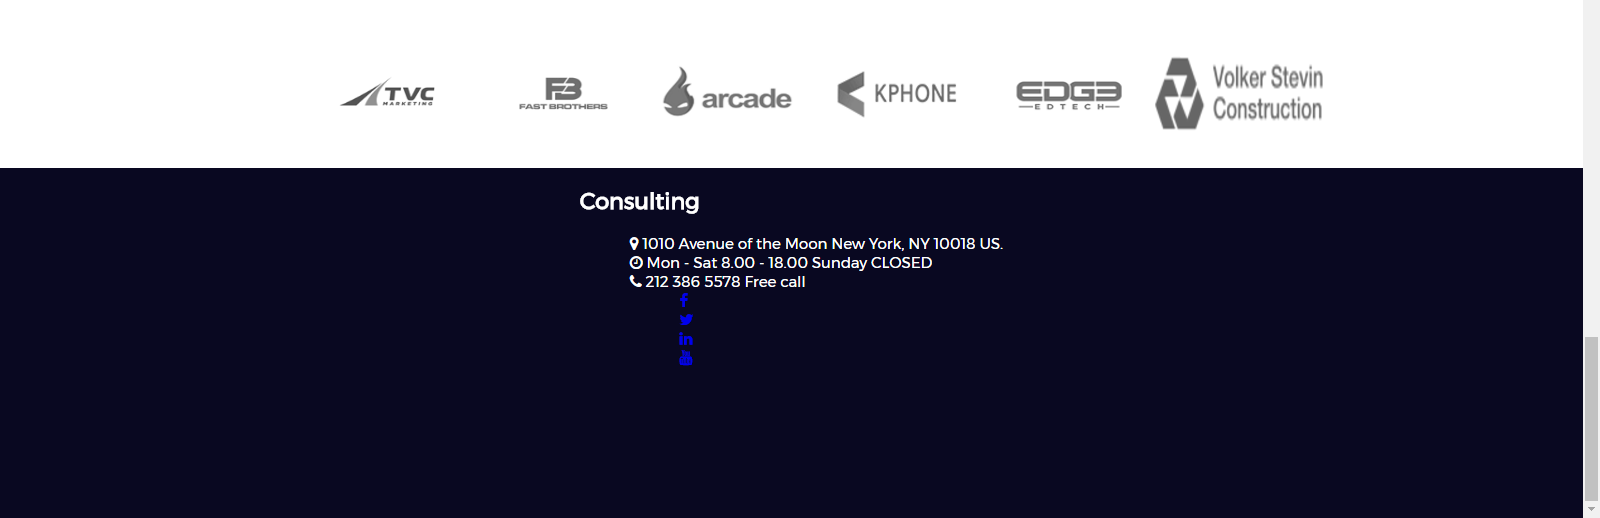 TVC
MARKETING
FB
FAST BROTHERS
arcade
KPHONE
EDG3
EDTECH
Volker Stevin
Construction
Consulting
1010 Avenue of the Moon New York, NY 10018 US.
Mon - Sat 8.00 - 18.00 Sunday CLOSED
212 386 5578 Free call